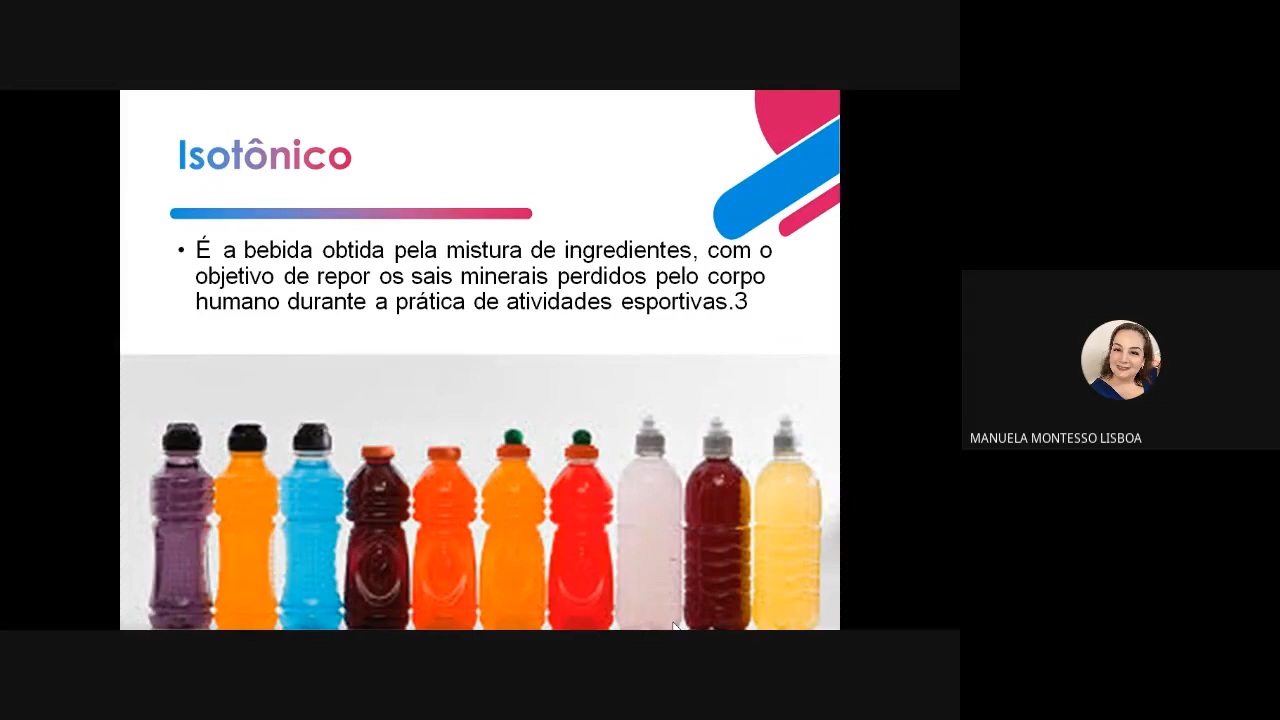 Isotônico
• É a bebida obtida pela mistura de ingredientes, com o
objetivo de repor os sais minerais perdidos pelo corpo
humano durante a prática de atividades esportivas.3
MANUELA MONTESSO LISBOA